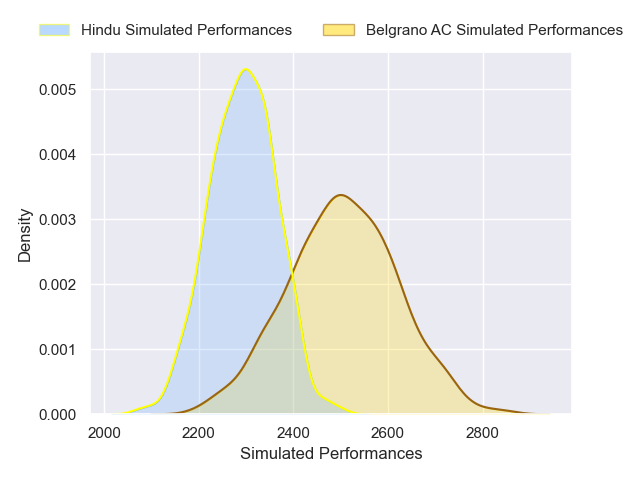 Hindu Simulated Performances
Belgrano AC Simulated Performances
0.005
0.004
0.003
0.002
0.001
0.000
Density
2000 2200 2400 2600 2800
Simulated Performances